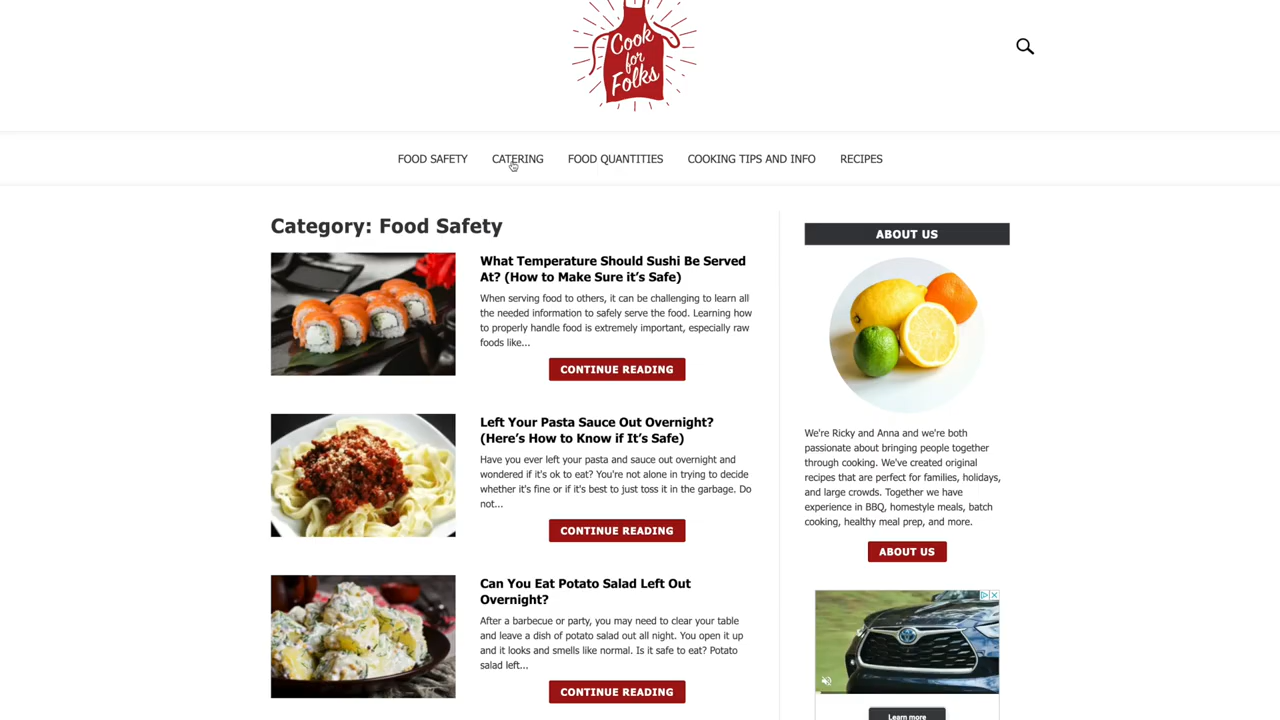 Cook
for
Folks
FOOD SAFETY
CATERING
FOOD QUANTITIES
COOKING TIPS AND INFO
RECIPES
Category: Food Safety
What Temperature Should Sushi Be Served
At? (How to Make Sure it’s Safe)
When serving food to others, it can be challenging to learn all
the needed information to safely serve the food. Learning how
to properly handle food is extremely important, especially raw
foods like...
CONTINUE READING
Left Your Pasta Sauce Out Overnight?
(Here’s How to Know if It’s Safe)
Have you ever left your pasta and sauce out overnight and
wondered if it's ok to eat? You're not alone in trying to decide
whether it's fine or if it's best to just toss it in the garbage. Do
not...
CONTINUE READING
Can You Eat Potato Salad Left Out
Overnight?
After a barbecue or party, you may need to clear your table
and leave a dish of potato salad out all night. You open it up
and it looks and smells like normal. Is it safe to eat? Potato
salad left...
CONTINUE READING
ABOUT US
We're Ricky and Anna and we're both
passionate about bringing people together
through cooking. We've created original
recipes that are perfect for families, holidays,
and large crowds. Together we have
experience in BBQ, homestyle meals, batch
cooking, healthy meal prep, and more.
ABOUT US
Learn more